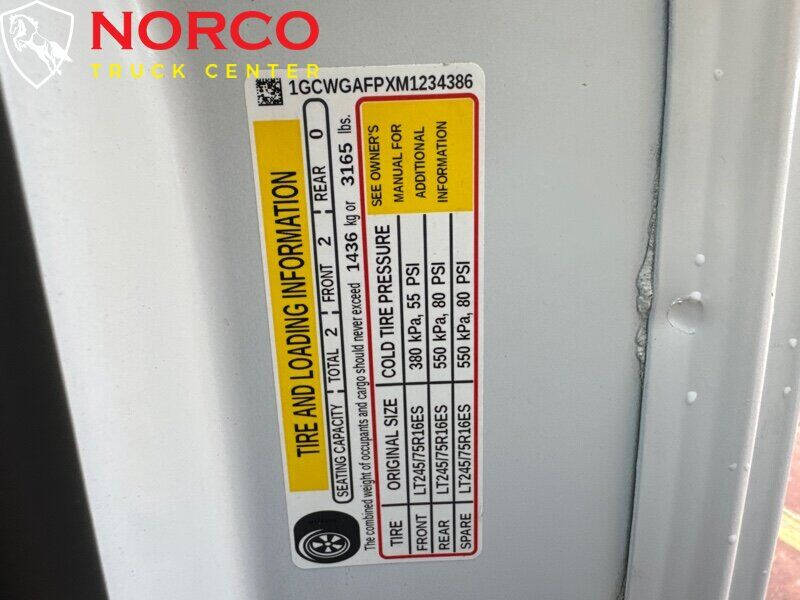 NORCO
TRUCK CENTER
1GCWGAFPXM1234386
TIRE AND LOADING INFORMATION
SEATING CAPACITY TOTAL 2 FRONT 2 REAR 0
The combined weight of occupants and cargo should never exceed 1436 kg or 3165 lbs.
TIRE ORIGINAL SIZE COLD TIRE PRESSURE
FRONT LT245/75R16ES 380 kPa, 55 PSI
REAR LT245/75R16ES 550 kPa, 80 PSI
SPARE LT245/75R16ES 550 kPa, 80 PSI
SEE OWNER'S
MANUAL FOR
ADDITIONAL
INFORMATION